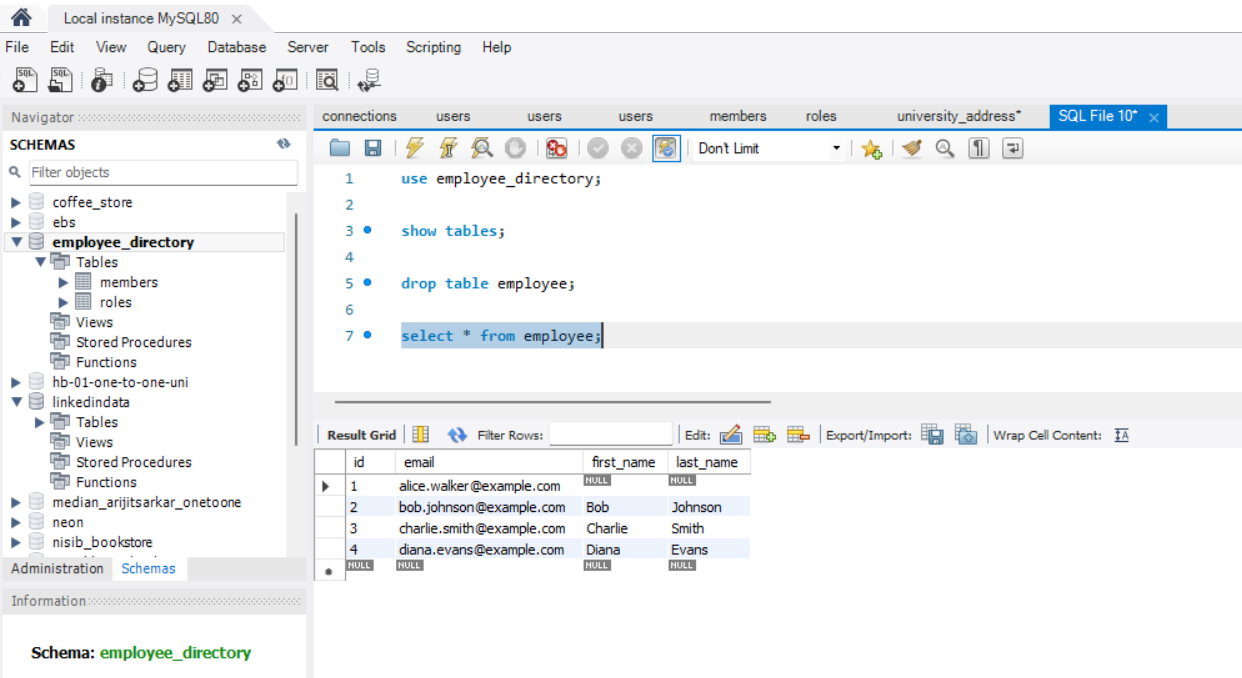 Local instance MySQL80
File Edit View Query Database Server Tools Scripting Help
Navigator
SCHEMAS
Filter objects
coffee_store
ebs
employee_directory
Tables
members
roles
Views
Stored Procedures
Functions
hb-01-one-to-one-uni
linkedindata
Tables
Views
Stored Procedures
Functions
median_arijitsarkar_onetoone
neon
nisib_bookstore
Administration Schemas
Information
Schema: employee_directory
connections users users users members roles university_address* SQL File 10*
Don't Limit
1 use employee_directory;
2
3 show tables;
4
5 drop table employee;
6
7 select * from employee;
Result Grid Filter Rows: Edit: Export/Import: Wrap Cell Content: IA
id email first_name last_name
1 alice.walker@example.com NULL NULL
2 bob.johnson@example.com Bob Johnson
3 charlie.smith@example.com Charlie Smith
4 diana.evans@example.com Diana Evans
NULL NULL NULL NULL